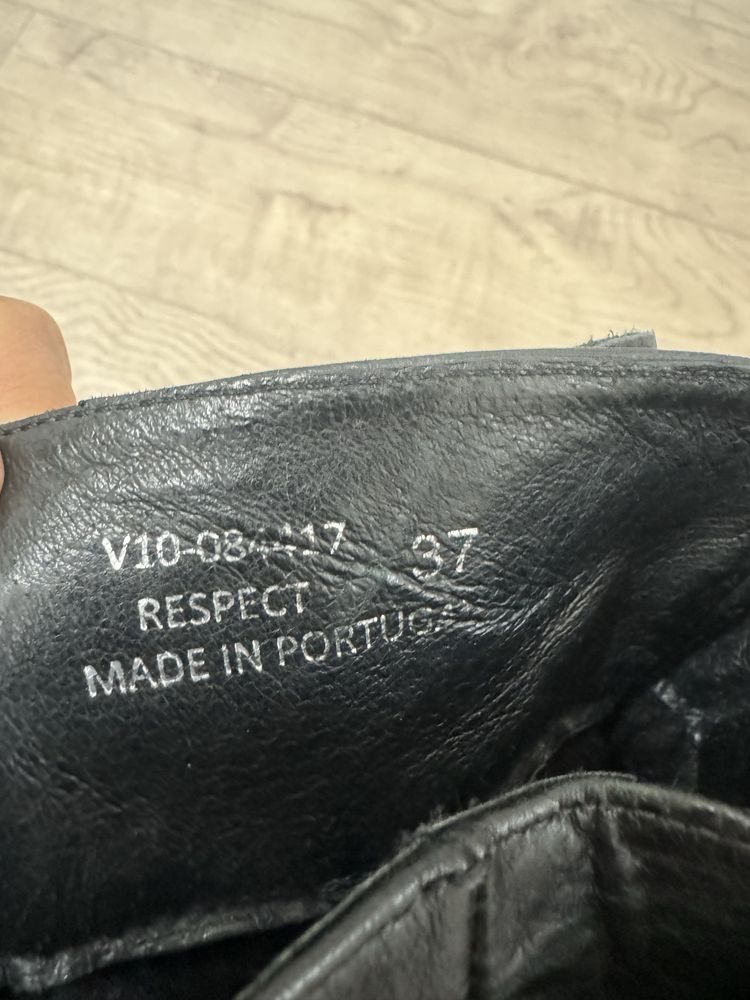 V10-084417 37
RESPECT
MADE IN PORTUGAL